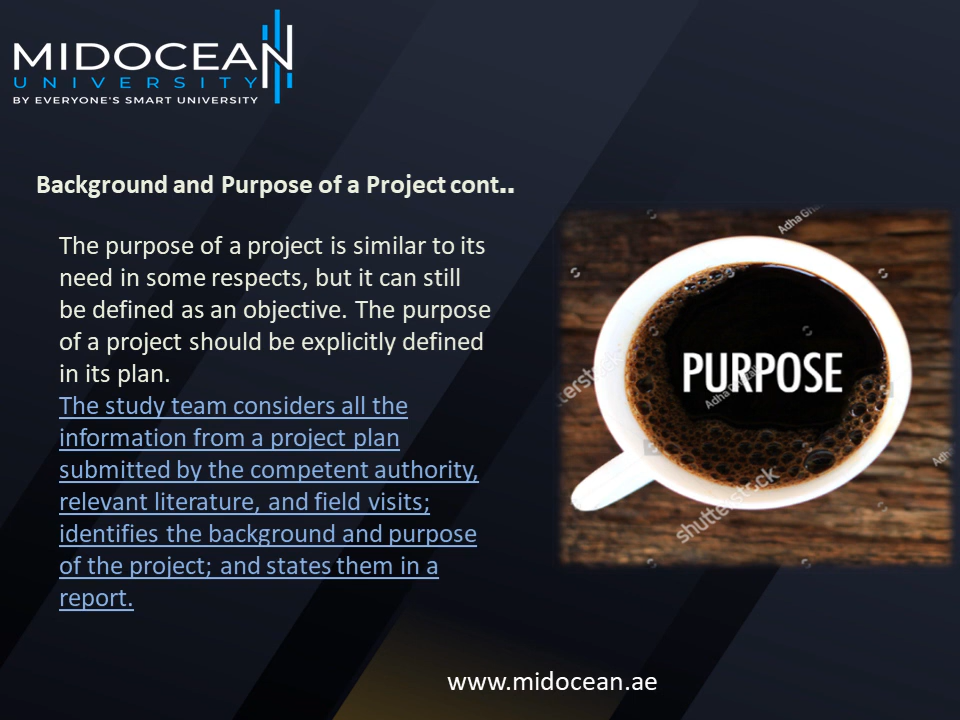 MIDOCEAN
UNIVERSITY
BY EVERYONE'S SMART UNIVERSITY
Background and Purpose of a Project cont..
The purpose of a project is similar to its
need in some respects, but it can still
be defined as an objective. The purpose
of a project should be explicitly defined
in its plan.
The study team considers all the
information from a project plan
submitted by the competent authority,
relevant literature, and field visits;
identifies the background and purpose
of the project; and states them in a
report.
PURPOSE
shutterstock
www.midocean.ae